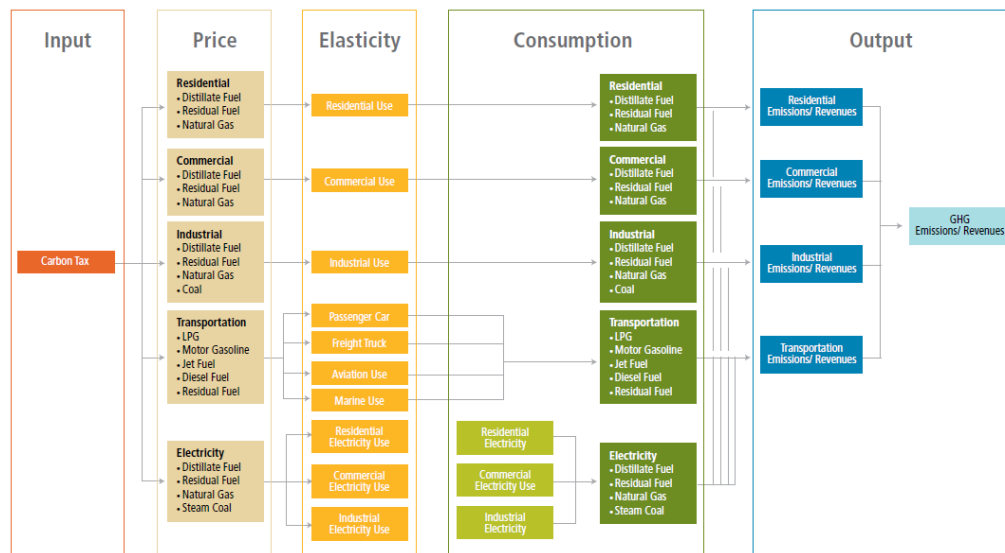 Input
Price
Elasticity
Consumption
Output
Carbon Tax
Residential
• Distillate Fuel
• Residual Fuel
• Natural Gas
Commercial
• Distillate Fuel
• Residual Fuel
• Natural Gas
Industrial
• Distillate Fuel
• Residual Fuel
• Natural Gas
• Coal
Transportation
• LPG
• Motor Gasoline
• Jet Fuel
• Diesel Fuel
• Residual Fuel
Electricity
• Distillate Fuel
• Residual Fuel
• Natural Gas
• Steam Coal
Residential Use
Commercial Use
Industrial Use
Passenger Car
Freight Truck
Aviation Use
Marine Use
Residential
Electricity Use
Commercial
Electricity Use
Industrial
Electricity Use
Residential
Electricity
Commercial
Electricity Use
Industrial
Electricity
Residential
• Distillate Fuel
• Residual Fuel
• Natural Gas
Commercial
• Distillate Fuel
• Residual Fuel
• Natural Gas
Industrial
• Distillate Fuel
• Residual Fuel
• Natural Gas
• Coal
Transportation
• LPG
• Motor Gasoline
• Jet Fuel
• Diesel Fuel
• Residual Fuel
Electricity
• Distillate Fuel
• Residual Fuel
• Natural Gas
• Steam Coal
Residential
Emissions/ Revenues
Commercial
Emissions/ Revenues
Industrial
Emissions/ Revenues
Transportation
Emissions/ Revenues
GHG
Emissions/ Revenues